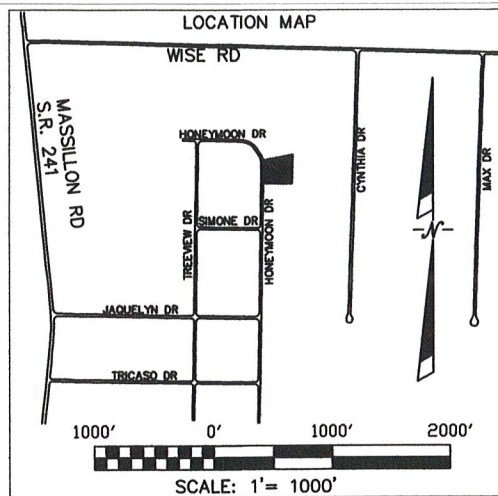 LOCATION MAP
WISE RD
MASSILLON RD
S.R. 241
HONEYMOON DR
CYNTHIA DR
MAX DR
TREEVIEW DR
SIMONE DR
HONEYMOON DR
-N-
JAQUELYN DR
TRICASO DR
1000' 0' 1000' 2000'
SCALE: 1'= 1000'